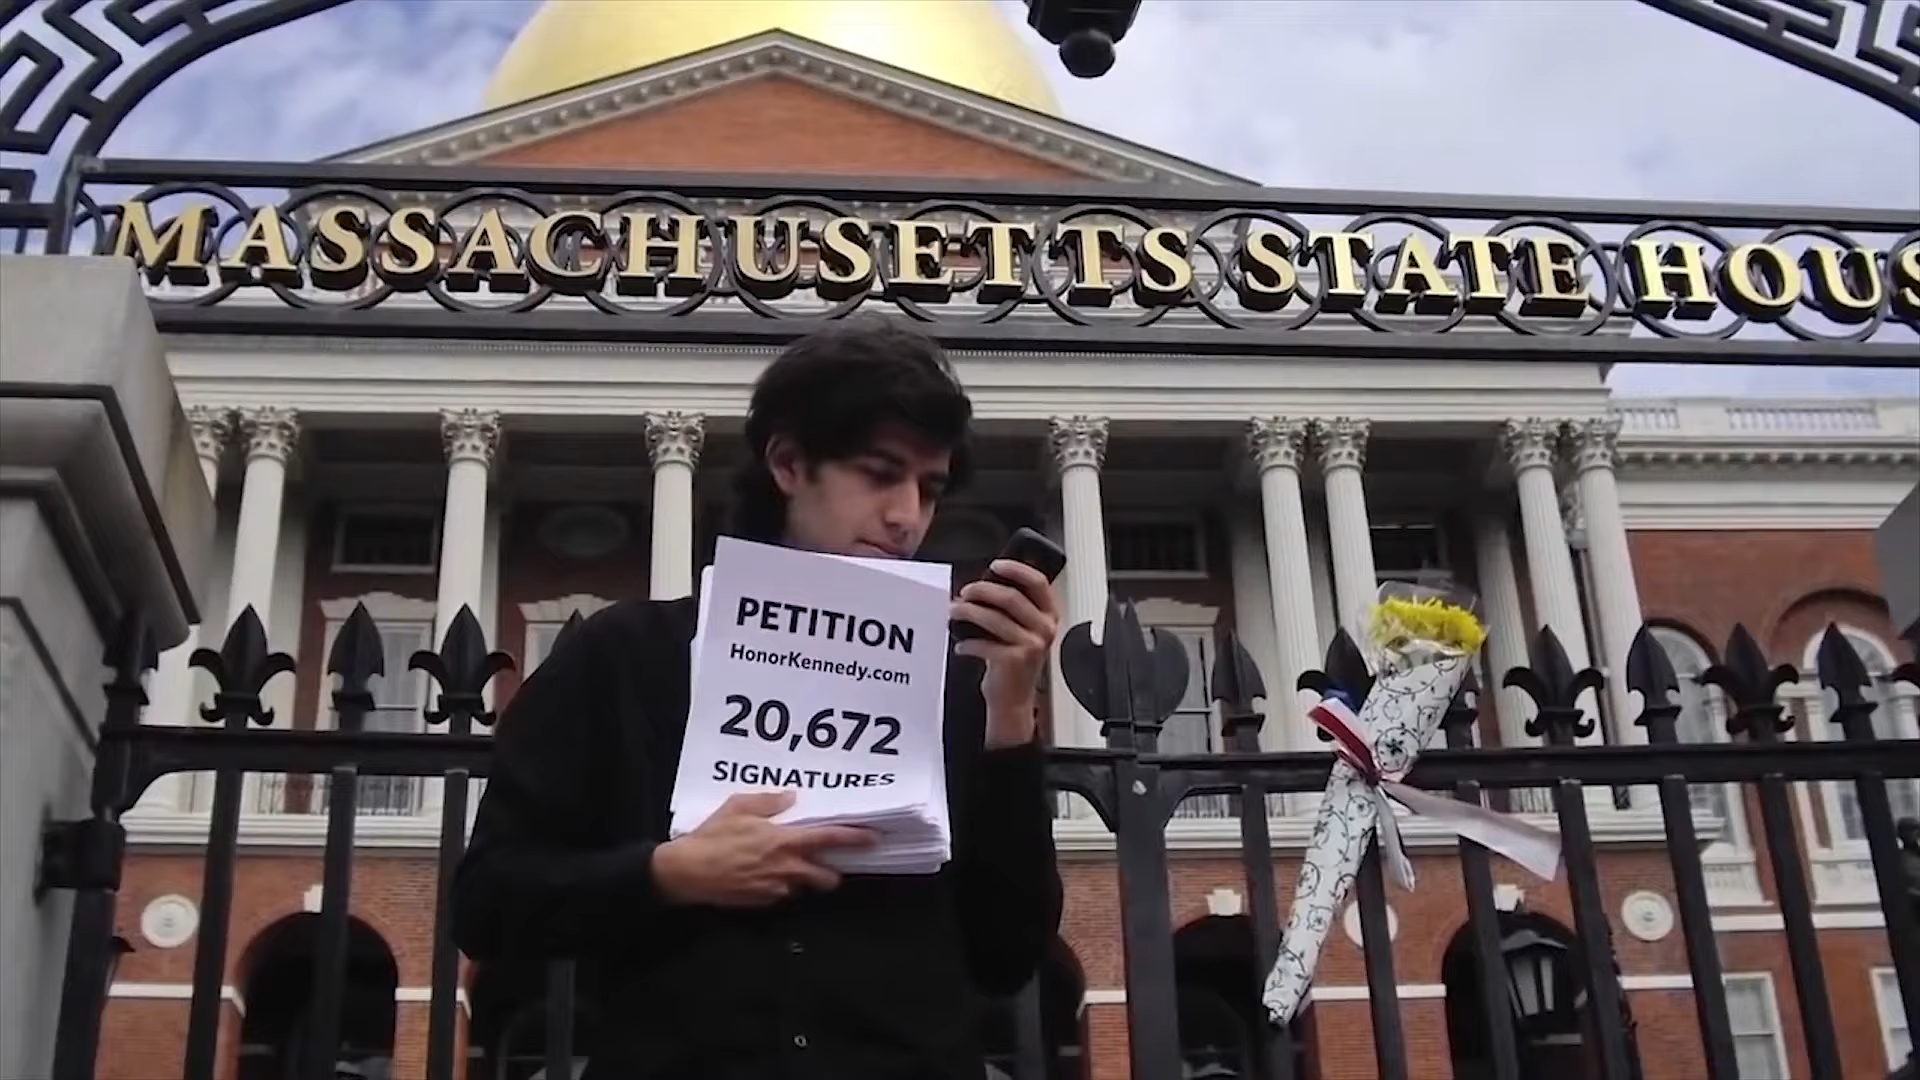 MASSACHUSETTS STATE HOUS
PETITION
HonorKennedy.com
20,672
SIGNATURES